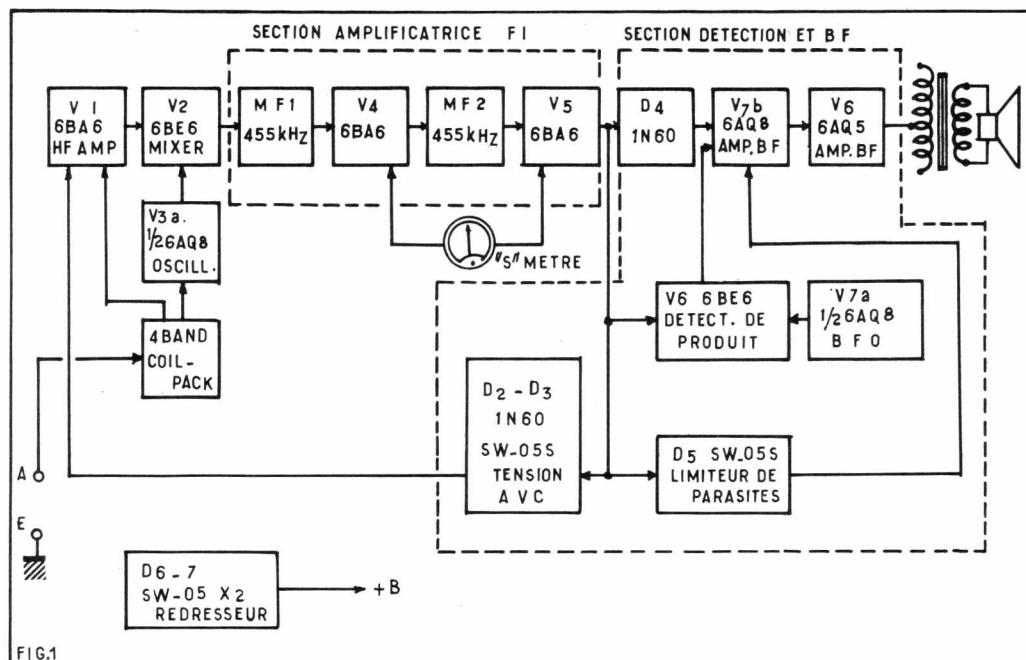 SECTION AMPLIFICATRICE FI
SECTION DETECTION ET BF
V1
6BA6
HF AMP
V2
6BE6
MIXER
MF1
455kHz
V4
6BA6
MF2
455kHz
V5
6BA6
D4
1N60
V7b
6AQ8
AMP.BF
V6
6AQ5
AMP.BF
V3a.
1/2 6AQ8
OSCILL.
"S" METRE
4 BAND
COIL-
PACK
V6 6BE6
DETECT. DE
PRODUIT
V7a
1/2 6AQ8
BFO
D2-D3
1N60
SW-05S
TENSION
AVC
D5 SW-05S
LIMITEUR DE
PARASITES
A
E
D6-7
SW-05 X2
REDRESSEUR
+B
FIG.1